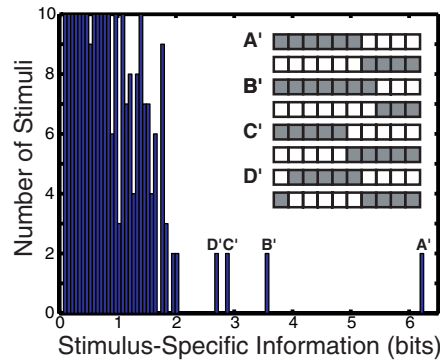 10
8
6
4
2
0
Number of Stimuli
A'
B'
C'
D'
D' C' B' A'
0 1 2 3 4 5 6
Stimulus-Specific Information (bits)